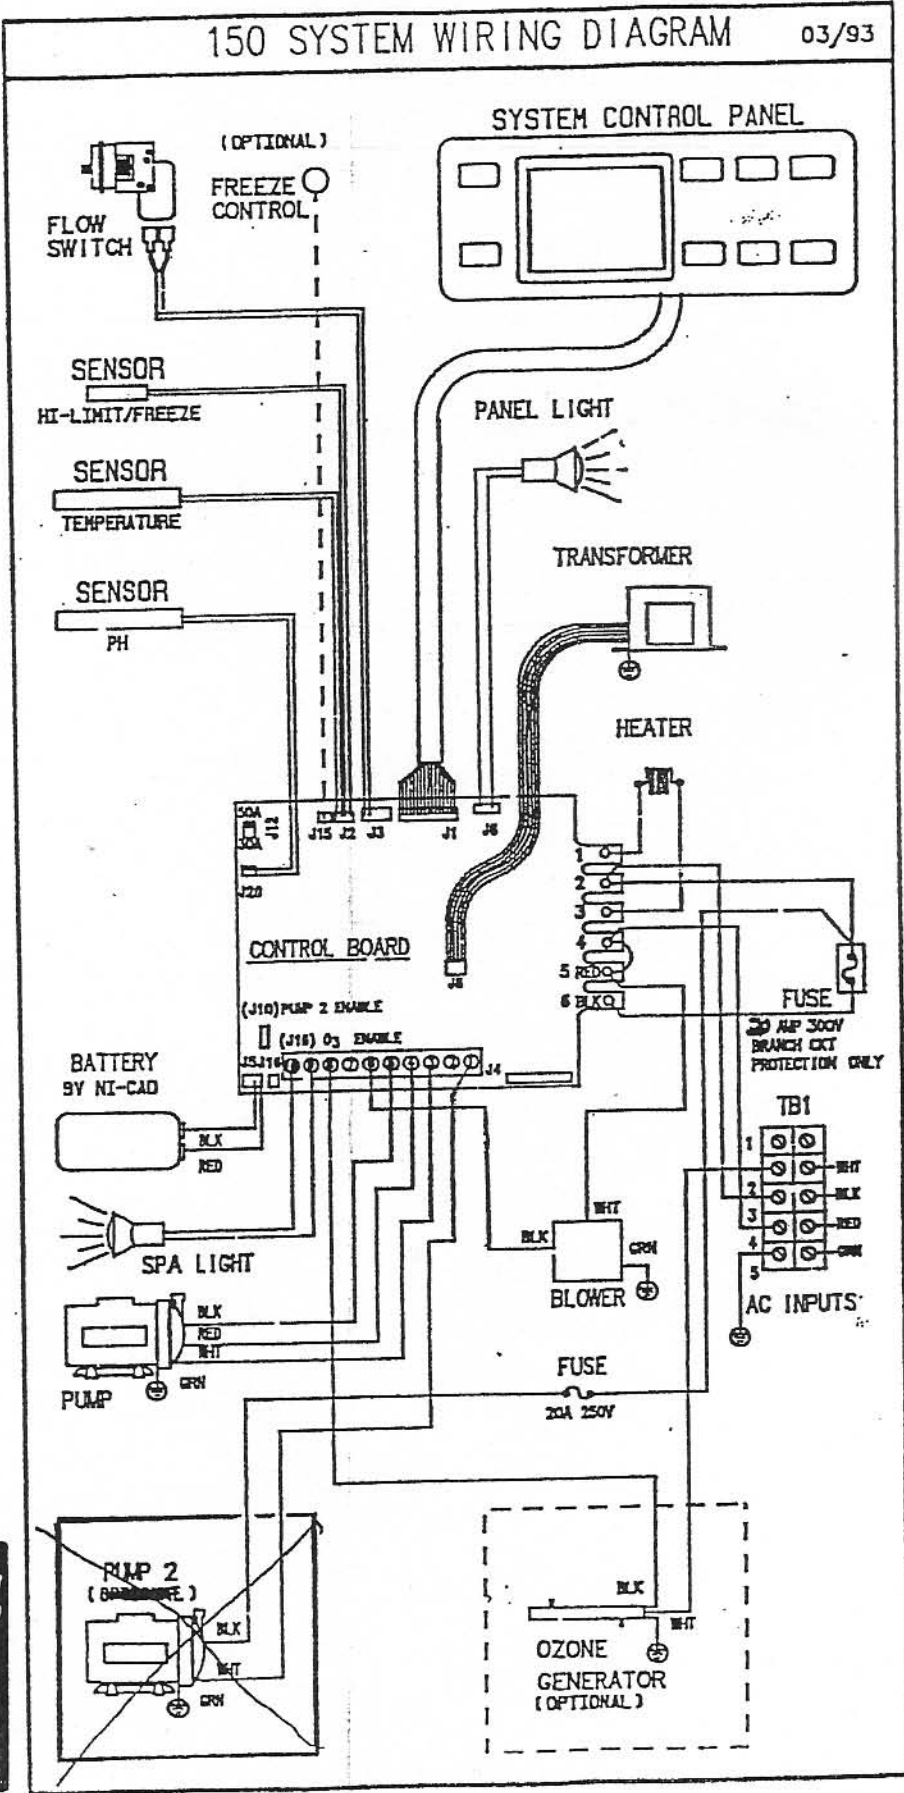 150 SYSTEM WIRING DIAGRAM 03/93
SYSTEM CONTROL PANEL
(OPTIONAL)
FREEZE
CONTROL
FLOW
SWITCH
SENSOR
HI-LIMIT/FREEZE
PANEL LIGHT
SENSOR
TEMPERATURE
TRANSFORMER
SENSOR
PH
HEATER
50A
30A
J12
J15 J2 J3 J1 J6
J20
1
2
3
4
5 RED
6 BLK
CONTROL BOARD
J8
FUSE
AMP 300V
BRANCH CKT
PROTECTION ONLY
(J10) PUMP 2 ENABLE
(J16) O3 ENABLE
J5 J16
J4
BATTERY
9V NI-CAD
BLK
RED
TB1
1
2
3
4
5
WHT
BLK
RED
GRN
AC INPUTS
SPA LIGHT
WHT
BLK
GRN
BLOWER
BLK
RED
WHT
GRN
PUMP
FUSE
20A 250V
PUMP 2
BLK
WHT
GRN
BLK
WHT
OZONE
GENERATOR
(OPTIONAL)